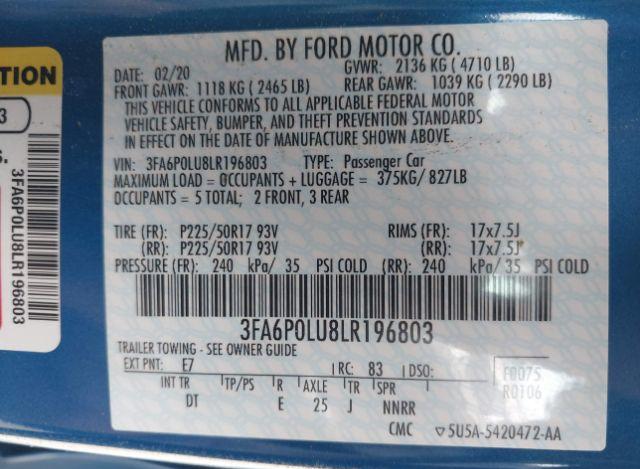 TION
3
S.
3FA6P0LU8LR196803
MFD. BY FORD MOTOR CO.
DATE: 02/20 GVWR: 2136 KG ( 4710 LB)
FRONT GAWR: 1118 KG ( 2465 LB) REAR GAWR: 1039 KG ( 2290 LB)
THIS VEHICLE CONFORMS TO ALL APPLICABLE FEDERAL MOTOR
VEHICLE SAFETY, BUMPER, AND THEFT PREVENTION STANDARDS
IN EFFECT ON THE DATE OF MANUFACTURE SHOWN ABOVE.
VIN: 3FA6P0LU8LR196803 TYPE: Passenger Car
MAXIMUM LOAD = OCCUPANTS + LUGGAGE = 375KG/ 827LB
OCCUPANTS = 5 TOTAL; 2 FRONT, 3 REAR
TIRE (FR): P225/50R17 93V RIMS (FR): 17x7.5J
(RR): P225/50R17 93V (RR): 17x7.5J
PRESSURE (FR): 240 kPa/ 35 PSI COLD (RR): 240 kPa/ 35 PSI COLD
3FA6P0LU8LR196803
TRAILER TOWING - SEE OWNER GUIDE
EXT PNT: E7 RC: 83 DSO: F0075
INT TR TP/PS R AXLE TR SPR R0106
DT E 25 J NNRR
CMC ▽5U5A-5420472-AA